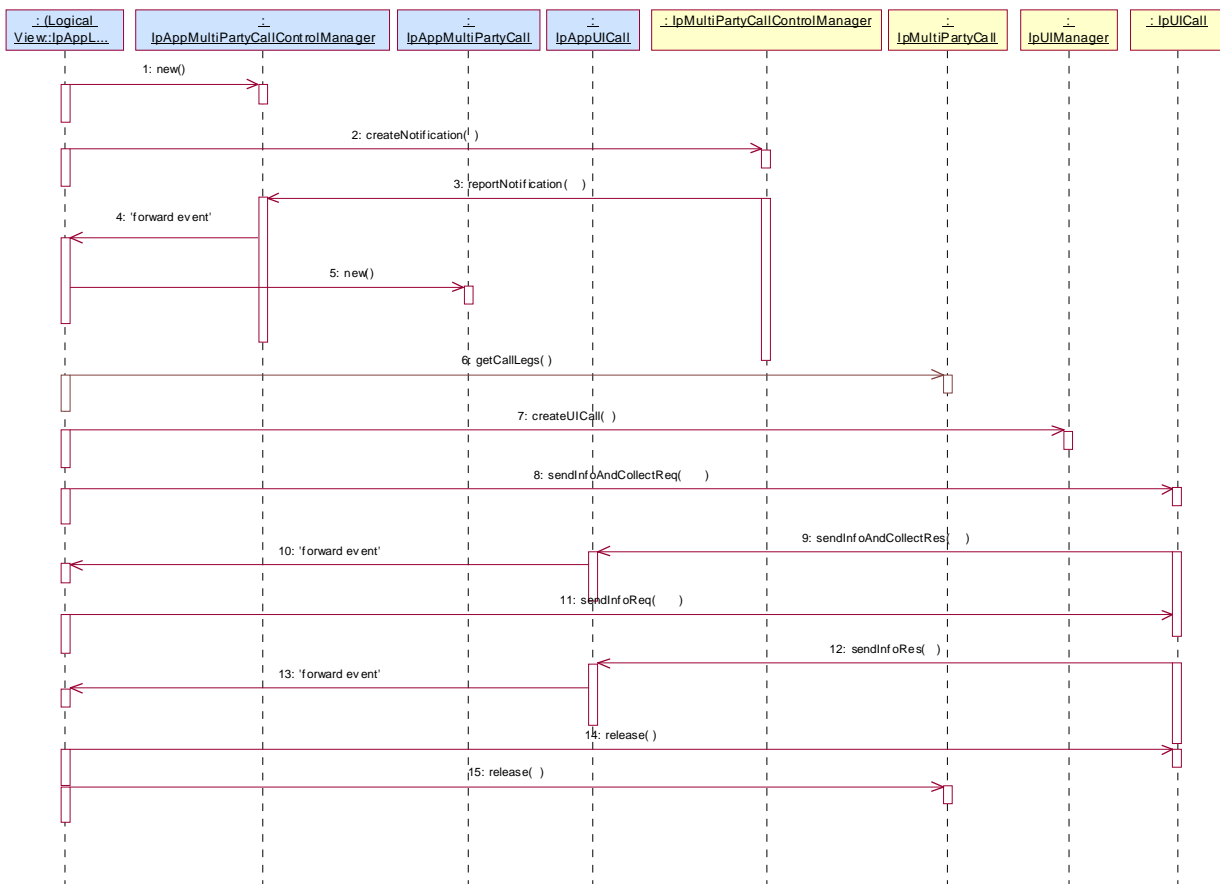 : (Logical
View::IpAppL...
:
IpAppMultiPartyCallControlManager
:
IpAppMultiPartyCall
:
IpAppUICall
: IpMultiPartyCallControlManager
:
IpMultiPartyCall
:
IpUIManager
: IpUICall
1: new()
2: createNotification( )
3: reportNotification( )
4: 'forward event'
5: new()
6: getCallLegs( )
7: createUICall( )
8: sendInfoAndCollectReq( )
9: sendInfoAndCollectRes( )
10: 'forward event'
11: sendInfoReq( )
12: sendInfoRes( )
13: 'forward event'
14: release( )
15: release( )